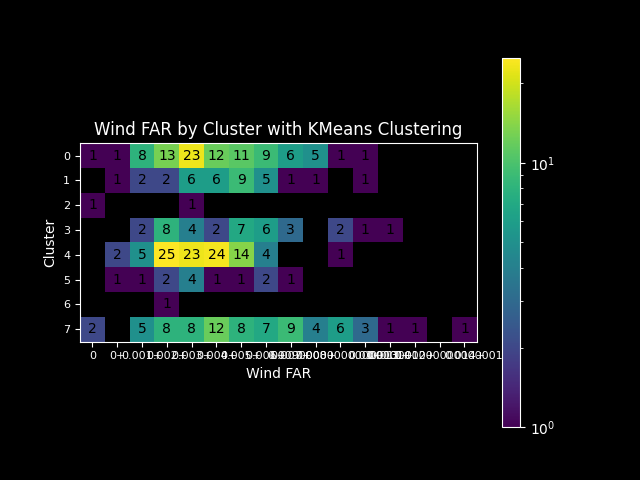 Wind FAR by Cluster with KMeans Clustering
Cluster
0 1 1 8 13 23 12 11 9 6 5 1 1
1 1 2 2 6 6 9 5 1 1 1
2 1 1
3 2 8 4 2 7 6 3 2 1 1
4 2 5 25 23 24 14 4 1
5 1 1 2 4 1 1 2 1
6 1
7 2 5 8 8 12 8 7 9 4 6 3 1 1 1
0
Wind FAR
10¹
10⁰